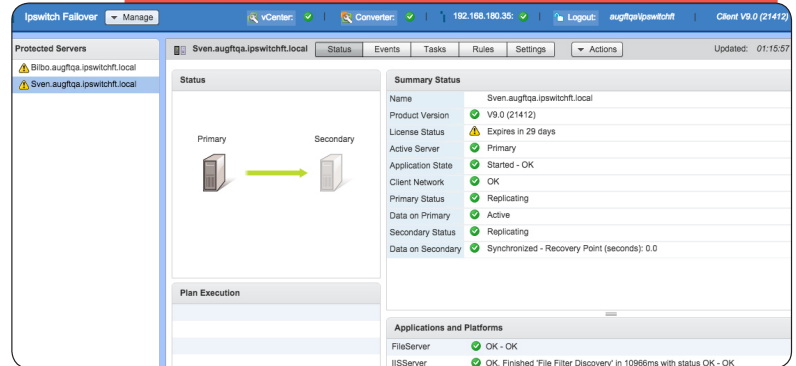 Ipswitch Failover Manage vCenter: Converter: 192.168.180.35: Logout: augftqa\ipswitchft Client V9.0 (21412)
Protected Servers
Bilbo.augftqa.ipswitchft.local
Sven.augftqa.ipswitchft.local
Sven.augftqa.ipswitchft.local Status Events Tasks Rules Settings Actions Updated: 01:15:57
Status
Primary Secondary
Plan Execution
Summary Status
Name Sven.augftqa.ipswitchft.local
Product Version V9.0 (21412)
License Status Expires in 29 days
Active Server Primary
Application State Started - OK
Client Network OK
Primary Status Replicating
Data on Primary Active
Secondary Status Replicating
Data on Secondary Synchronized - Recovery Point (seconds): 0.0
Applications and Platforms
FileServer OK - OK
IISServer OK, Finished 'File Filter Discovery' in 10966ms with status OK - OK